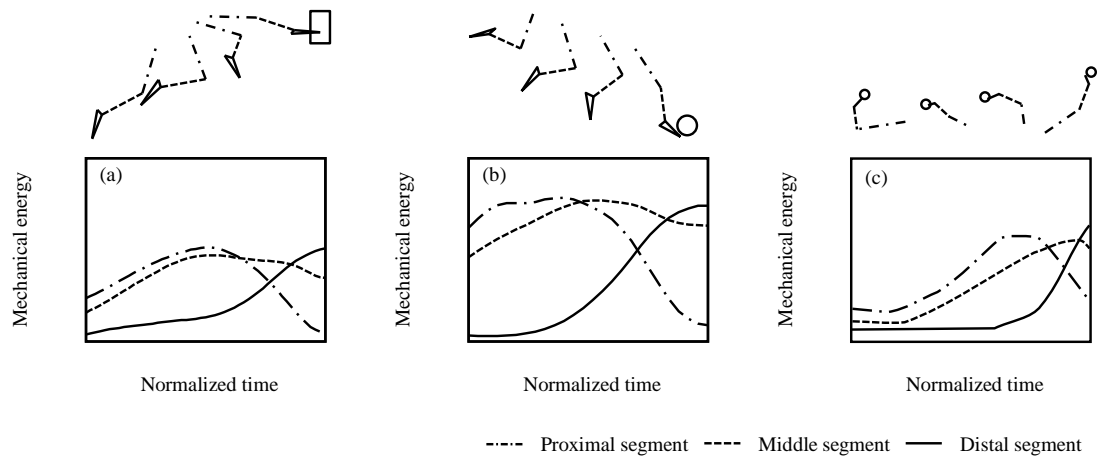 (a)
(b)
(c)
Mechanical energy
Mechanical energy
Mechanical energy
Normalized time
Normalized time
Normalized time
Proximal segment
Middle segment
Distal segment